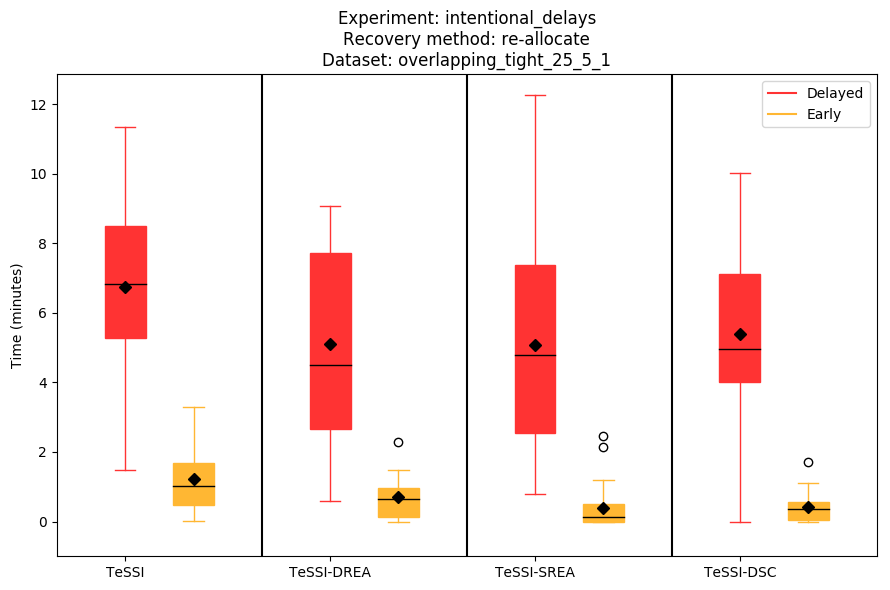 Experiment: intentional_delays
Recovery method: re-allocate
Dataset: overlapping_tight_25_5_1
Delayed
Early
Time (minutes)
12
10
8
6
4
2
0
TeSSI
TeSSI-DREA
TeSSI-SREA
TeSSI-DSC